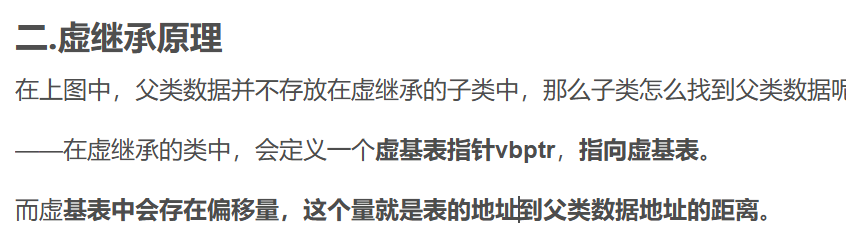 二.虚继承原理
在上图中，父类数据并不存放在虚继承的子类中，那么子类怎么找到父类数据呢
——在虚继承的类中，会定义一个虚基表指针vbptr，指向虚基表。
而虚基表中会存在偏移量，这个量就是表的地址到父类数据地址的距离。